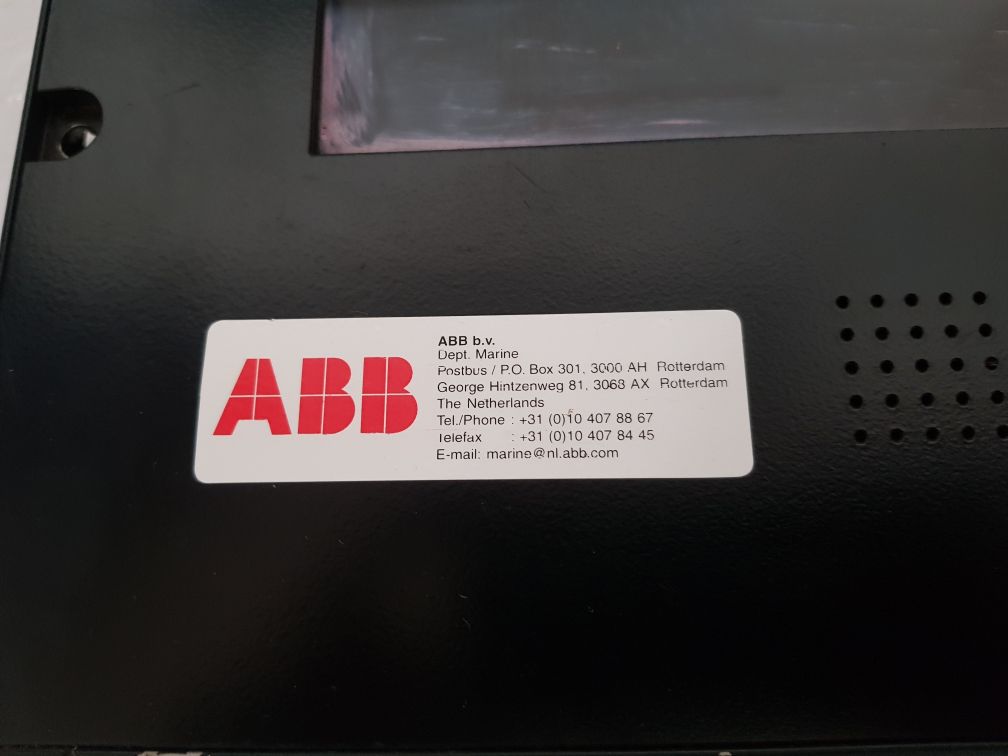 ABB
ABB b.v.
Dept. Marine
Postbus / P.O. Box 301, 3000 AH Rotterdam
George Hintzenweg 81, 3068 AX Rotterdam
The Netherlands
Tel./Phone : +31 (0)10 407 88 67
Telefax : +31 (0)10 407 84 45
E-mail: marine@nl.abb.com